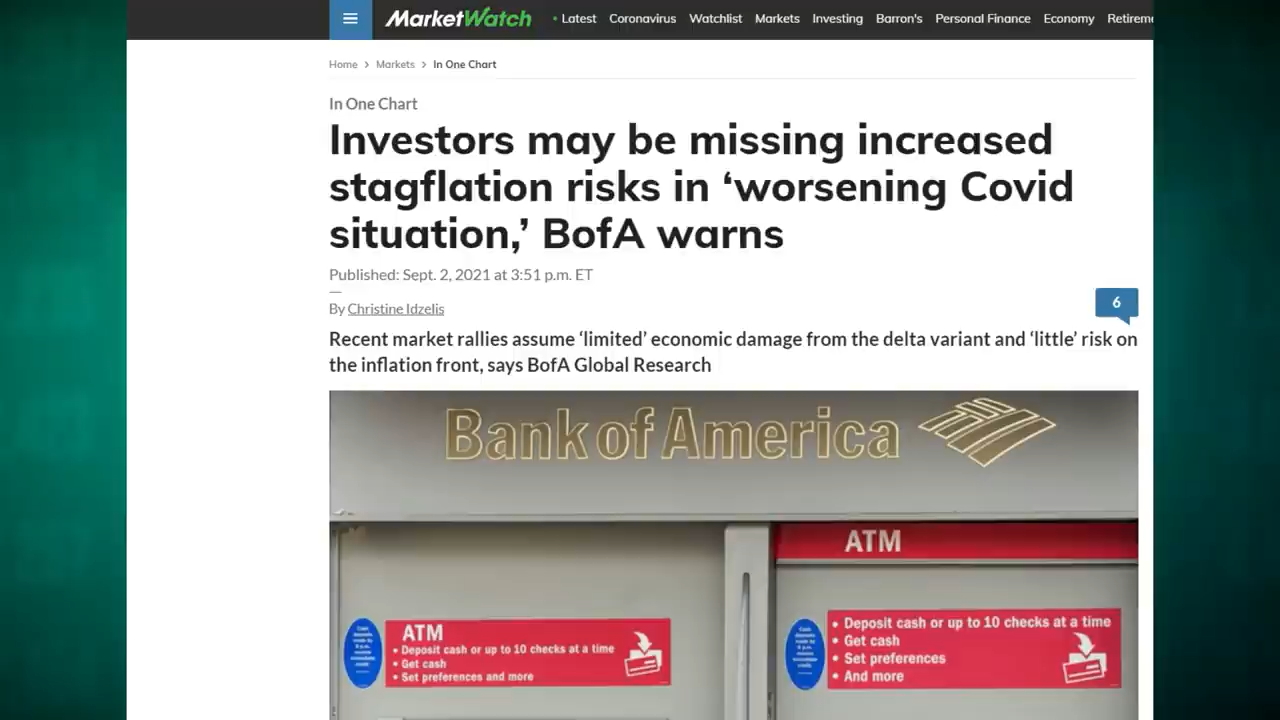 MarketWatch
• Latest Coronavirus Watchlist Markets Investing Barron's Personal Finance Economy
Home > Markets > In One Chart
In One Chart
Investors may be missing increased
stagflation risks in ‘worsening Covid
situation,’ BofA warns
Published: Sept. 2, 2021 at 3:51 p.m. ET
—
By Christine Idzelis
6
Recent market rallies assume ‘limited’ economic damage from the delta variant and ‘little’ risk on
the inflation front, says BofA Global Research
Bank of America
ATM
ATM
• Deposit cash or up to 10 checks at a time
• Get cash
• Set preferences and more
• Deposit cash or up to 10 checks at a time
• Get cash
• Set preferences
• And more